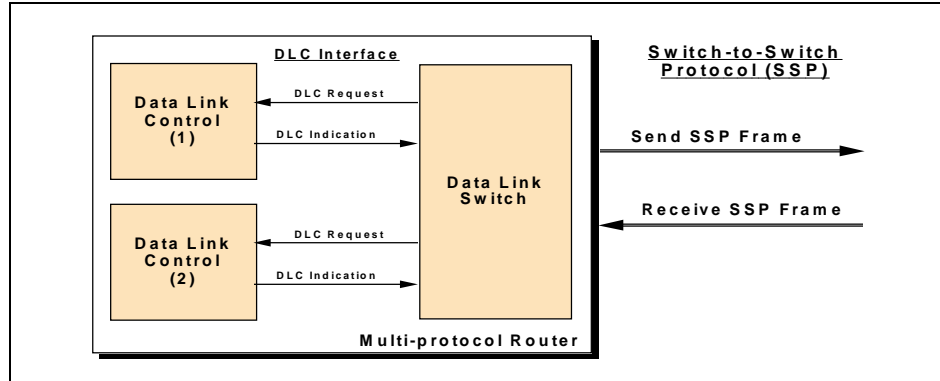 DLC Interface
Switch-to-Switch
Protocol (SSP)
Data Link
Control
(1)
DLC Request
DLC Indication
Data Link
Switch
Send SSP Frame
Receive SSP Frame
Data Link
Control
(2)
DLC Request
DLC Indication
Multi-protocol Router